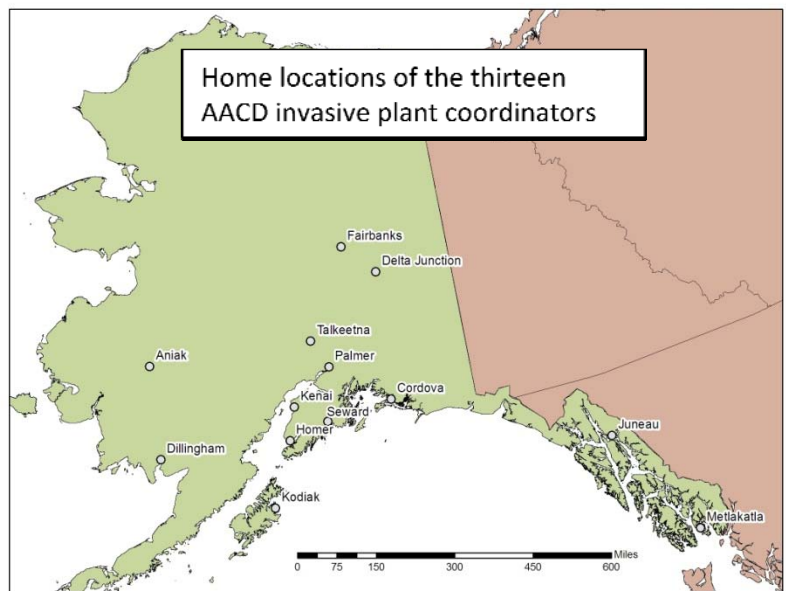 Home locations of the thirteen
AACD invasive plant coordinators
Fairbanks
Delta Junction
Talkeetna
Aniak
Palmer
Cordova
Kenai
Seward
Juneau
Homer
Dillingham
Kodiak
Metlakatla
Miles
0 75 150 300 450 600